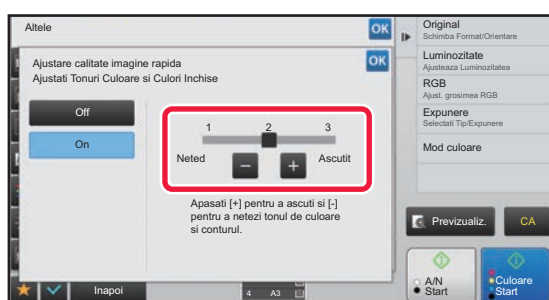 Altele
OK
Ajustare calitate imagine rapida
Ajustati Tonuri Culoare si Culori Inchise
OK
Off
On
1 2 3
Neted
Ascutit
Apasati [+] pentru a ascuti si [-]
pentru a netezi tonul de culoare
si conturul.
Inapoi
4 A3
Original
Schimba Format/Orientare
Luminozitate
Ajusteaza Luminozitatea
RGB
Ajust. grosimea RGB
Expunere
Selectati Tip/Expunere
Mod culoare
Previzualiz.
CA
A/N
Start
Culoare
Start